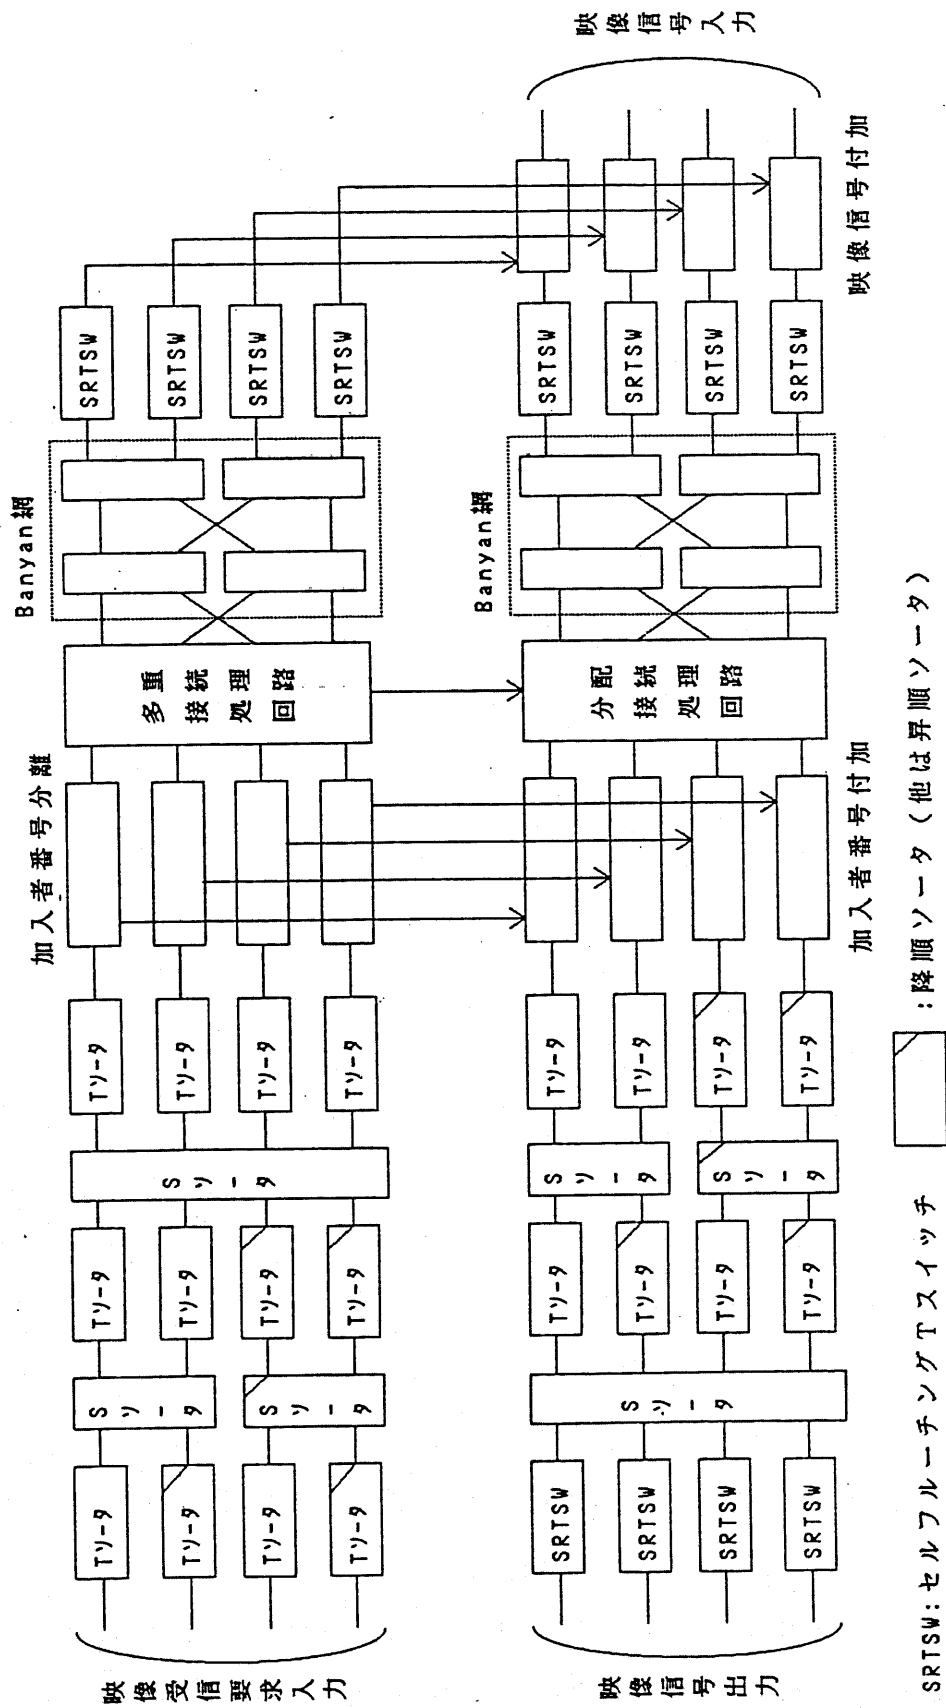 映像受信要求入力
Tソータ
Tソータ
Tソータ
Tソータ
Sソータ
Sソータ
Tソータ
Tソータ
Tソータ
Tソータ
Sソータ
Tソータ
Tソータ
Tソータ
Tソータ
加入者番号分離
多重
接続
処理
回路
Banyan網
SRTSW
SRTSW
SRTSW
SRTSW
映像信号出力
SRTSW
SRTSW
SRTSW
SRTSW
Sソータ
Tソータ
Tソータ
Tソータ
Tソータ
Sソータ
Sソータ
Tソータ
Tソータ
Tソータ
Tソータ
加入者番号付加
分配
接続
処理
回路
Banyan網
SRTSW
SRTSW
SRTSW
SRTSW
映像信号付加
映像信号入力
SRTSW:セルフルーチングTスイッチ
:降順ソータ(他は昇順ソータ)